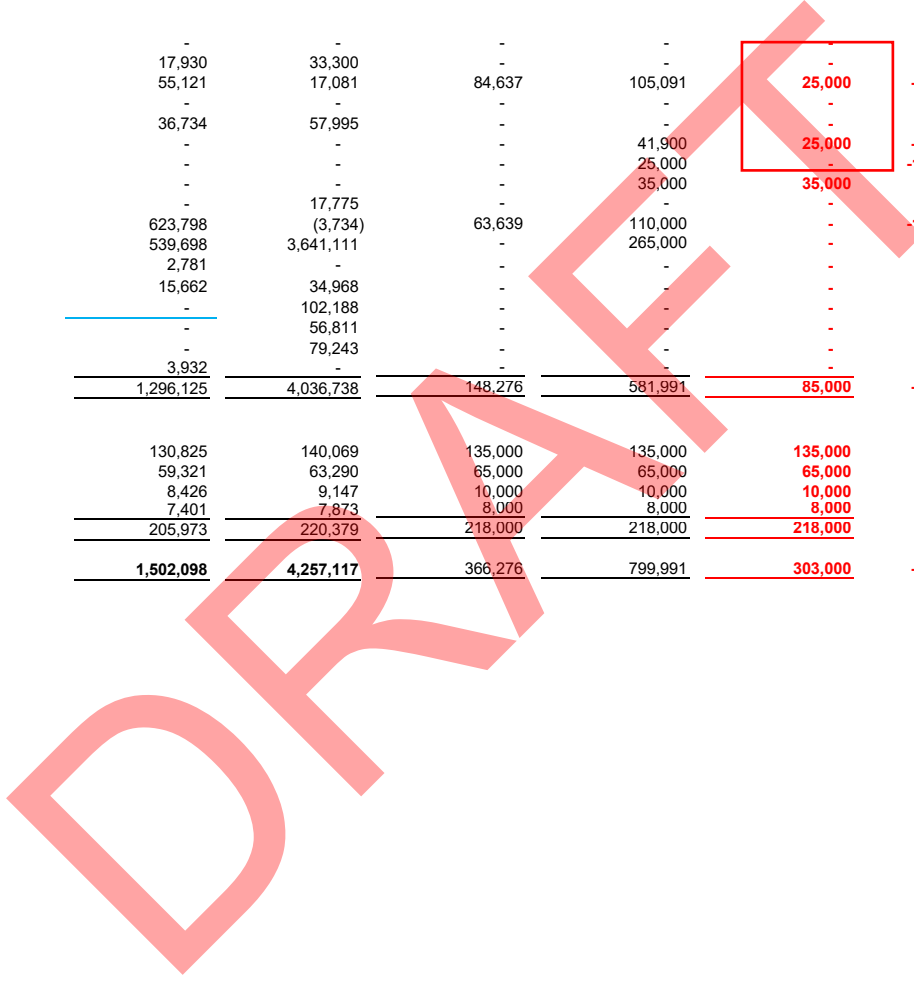 - - - - -
17,930 33,300 - - -
55,121 17,081 84,637 105,091 25,000 -
- - - - -
36,734 57,995 - - -
- - - 41,900 25,000 -
- - - 25,000 - -
- - - 35,000 35,000
- 17,775 - - -
623,798 (3,734) 63,639 110,000 - -
539,698 3,641,111 - 265,000 -
2,781 - - - -
15,662 34,968 - - -
- 102,188 - - -
- 56,811 - - -
- 79,243 - - -
3,932 - - - -
1,296,125 4,036,738 148,276 581,991 85,000 -
130,825 140,069 135,000 135,000 135,000
59,321 63,290 65,000 65,000 65,000
8,426 9,147 10,000 10,000 10,000
7,401 7,873 8,000 8,000 8,000
205,973 220,379 218,000 218,000 218,000
1,502,098 4,257,117 366,276 799,991 303,000 -
DRAFT